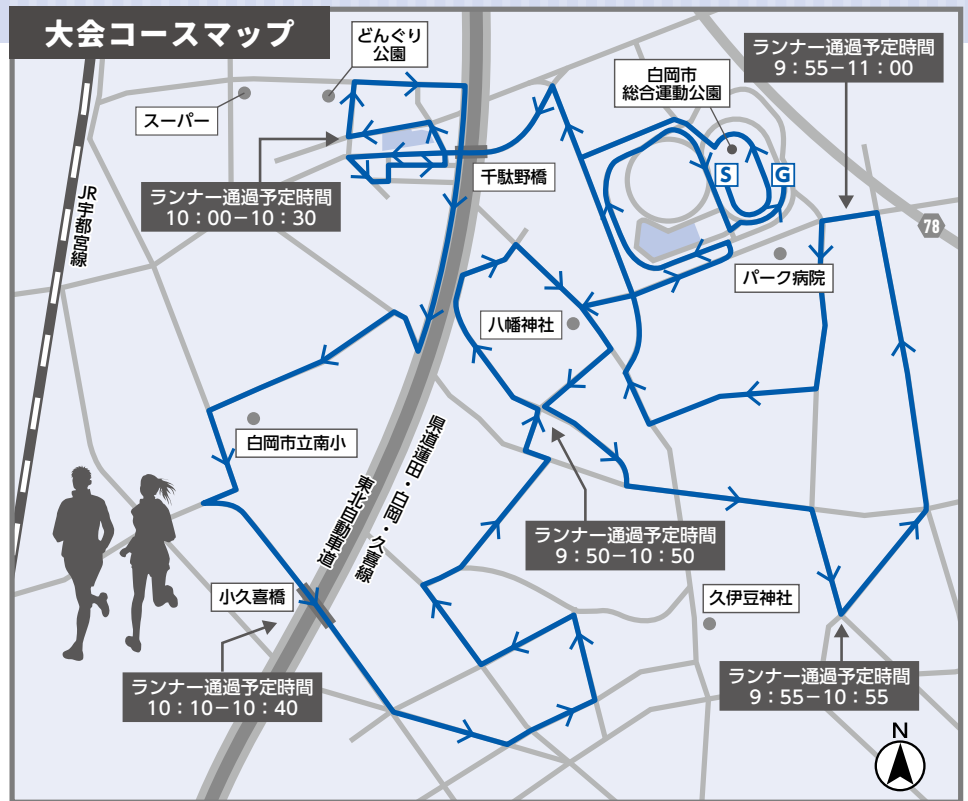 大会コースマップ
どんぐり
公園
スーパー
ランナー通過予定時間
9：55－11：00
白岡市
総合運動公園
S
G
千駄野橋
ランナー通過予定時間
10：00－10：30
JR宇都宮線
78
パーク病院
八幡神社
白岡市立南小
県道蓮田・白岡・久喜線
東北自動車道
ランナー通過予定時間
9：50－10：50
小久喜橋
久伊豆神社
ランナー通過予定時間
10：10－10：40
ランナー通過予定時間
9：55－10：55
N